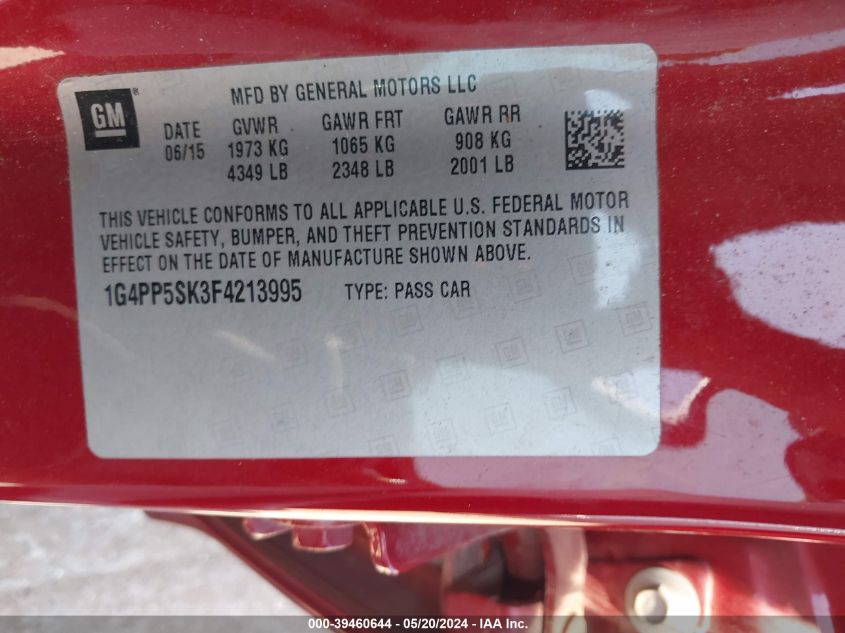 GM
MFD BY GENERAL MOTORS LLC
DATE GVWR GAWR FRT GAWR RR
06/15 1973 KG 1065 KG 908 KG
4349 LB 2348 LB 2001 LB
THIS VEHICLE CONFORMS TO ALL APPLICABLE U.S. FEDERAL MOTOR
VEHICLE SAFETY, BUMPER, AND THEFT PREVENTION STANDARDS IN
EFFECT ON THE DATE OF MANUFACTURE SHOWN ABOVE.
1G4PP5SK3F4213995 TYPE: PASS CAR
000-39460644 - 05/20/2024 - IAA Inc.